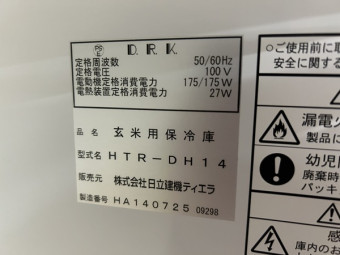 PS E D.R.K.
定格周波数 50/60Hz
定格電圧 100V
電動機定格消費電力 175/175W
電熱装置定格消費電力 27W
品名 玄米用保冷庫
型式名 HTR-DH14
販売元 株式会社日立建機ティエラ
製造番号 HA140725 09298
○ご使用前に取
安全に関する
漏電火
製品に
幼児
廃棄時
パッキ
感